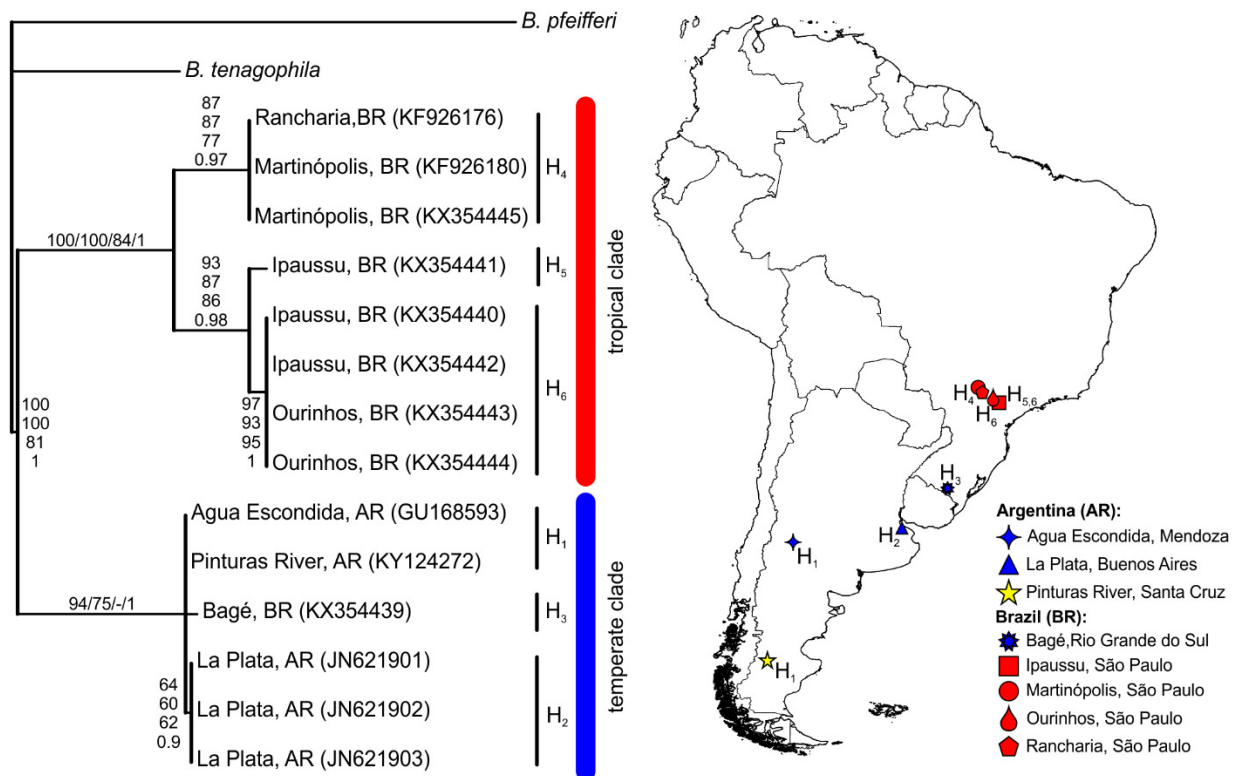 B. pfeifferi
B. tenagophila
87
87
77
0.97
Rancharia,BR (KF926176)
Martinópolis, BR (KF926180)
Martinópolis, BR (KX354445)
H4
100/100/84/1
93
87
86
0.98
Ipaussu, BR (KX354441)
H5
Ipaussu, BR (KX354440)
Ipaussu, BR (KX354442)
Ourinhos, BR (KX354443)
Ourinhos, BR (KX354444)
H6
97
93
95
1
tropical clade
100
100
81
1
Agua Escondida, AR (GU168593)
Pinturas River, AR (KY124272)
H1
94/75/-/1
Bagé, BR (KX354439)
H3
La Plata, AR (JN621901)
La Plata, AR (JN621902)
La Plata, AR (JN621903)
H2
64
60
62
0.9
temperate clade
H4
H5,6
H6
H3
H2
H1
H1
Argentina (AR):
Agua Escondida, Mendoza
La Plata, Buenos Aires
Pinturas River, Santa Cruz
Brazil (BR):
Bagé,Rio Grande do Sul
Ipaussu, São Paulo
Martinópolis, São Paulo
Ourinhos, São Paulo
Rancharia, São Paulo